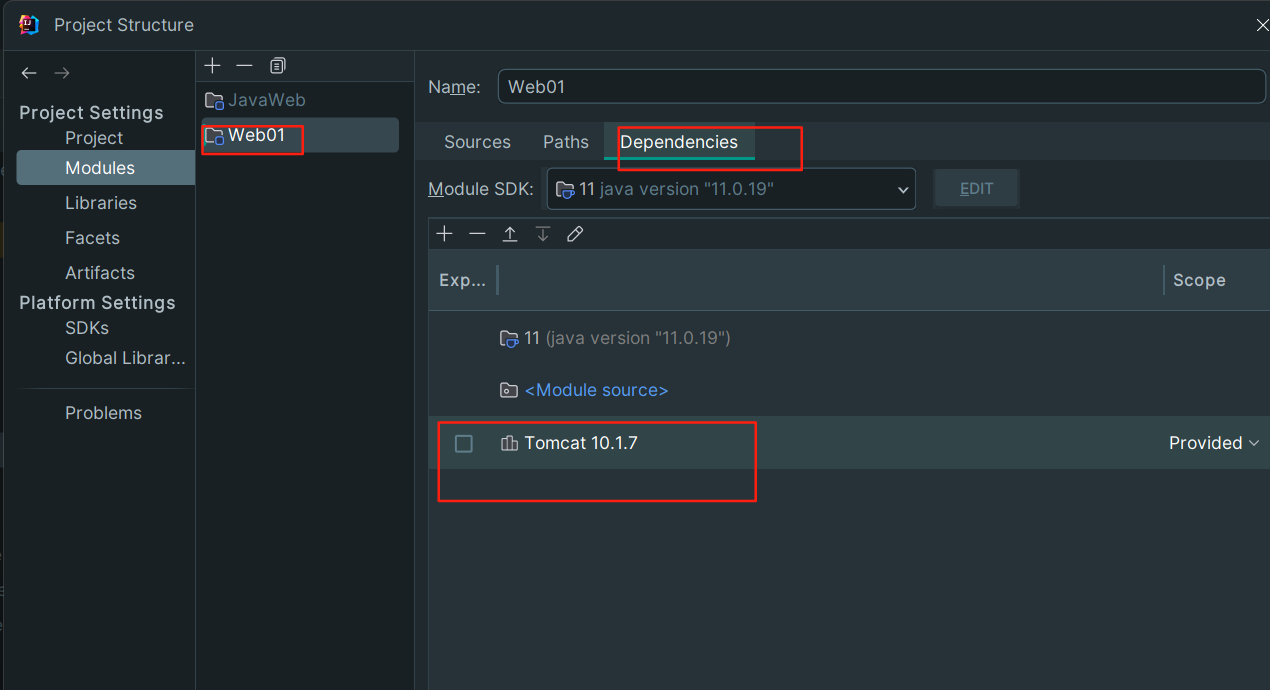 Project Structure
Project Settings
Project
Modules
Libraries
Facets
Artifacts
Platform Settings
SDKs
Global Librar...
Problems
JavaWeb
Web01
Name: Web01
Sources Paths Dependencies
Module SDK: 11 java version "11.0.19" EDIT
Exp... Scope
11 (java version "11.0.19")
<Module source>
Tomcat 10.1.7 Provided